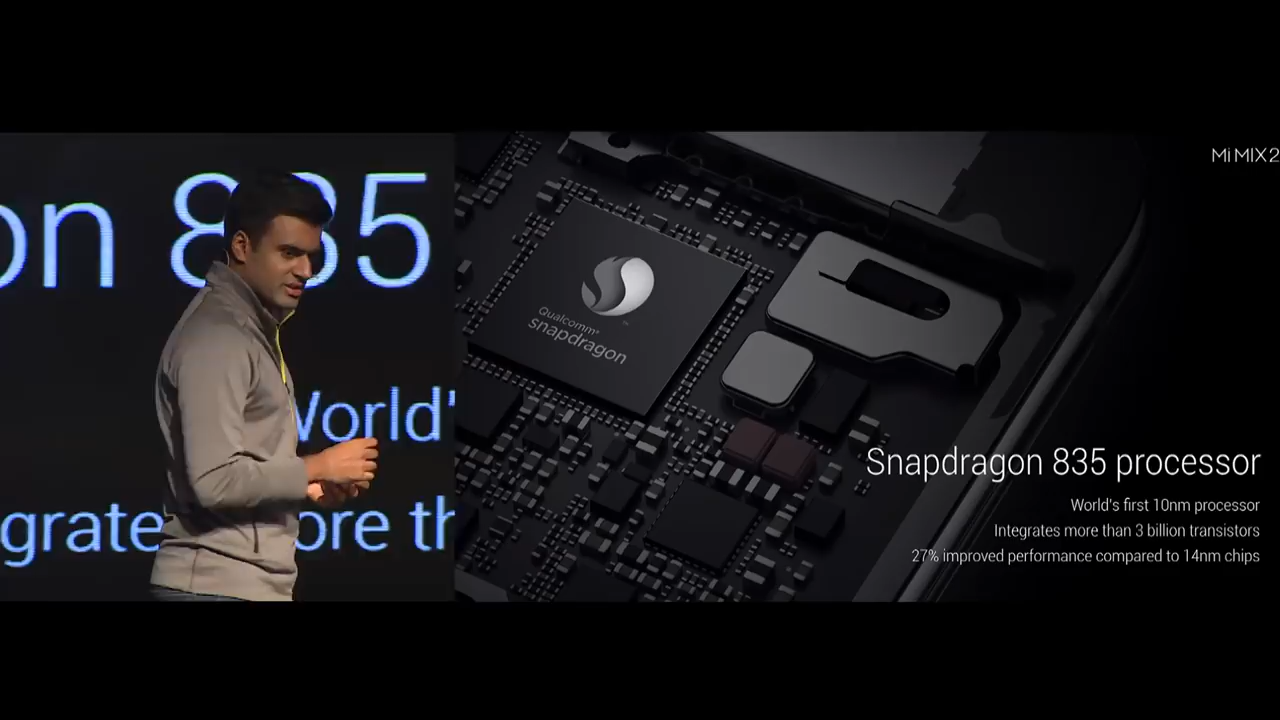 on 835
World'
grate ore th
Mi MIX 2
Qualcomm®
snapdragon™
Snapdragon 835 processor
World's first 10nm processor
Integrates more than 3 billion transistors
27% improved performance compared to 14nm chips